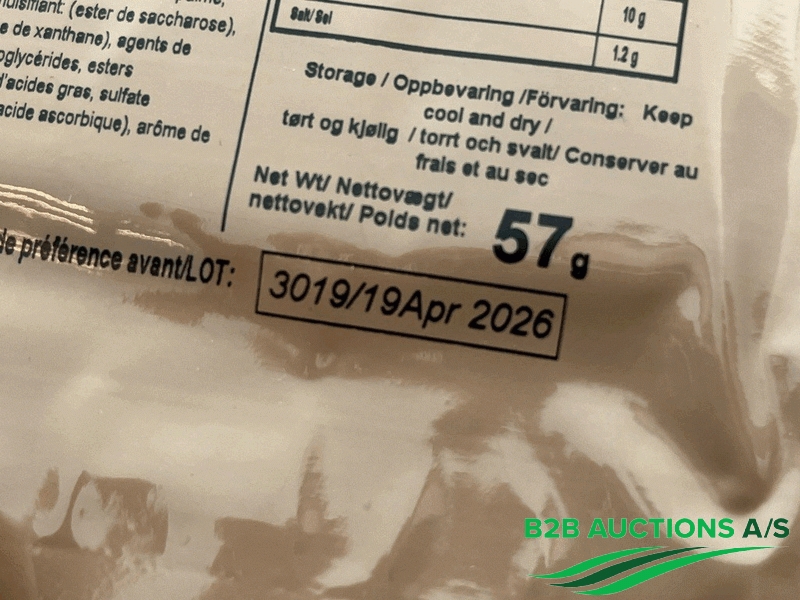 (ester de saccharose),
e de xanthane), agents de
oglycérides, esters
d'acides gras, sulfate
acide ascorbique), arôme de
10 g
Salt/Sel
1.2 g
Storage / Oppbevaring /Förvaring: Keep
cool and dry /
tørt og kjølig / torrt och svalt/ Conserver au
frais et au sec
Net Wt/ Nettovægt/
nettovekt/ Poids net:
57g
de préférence avant/LOT:
3019/19Apr 2026
B2B AUCTIONS A/S